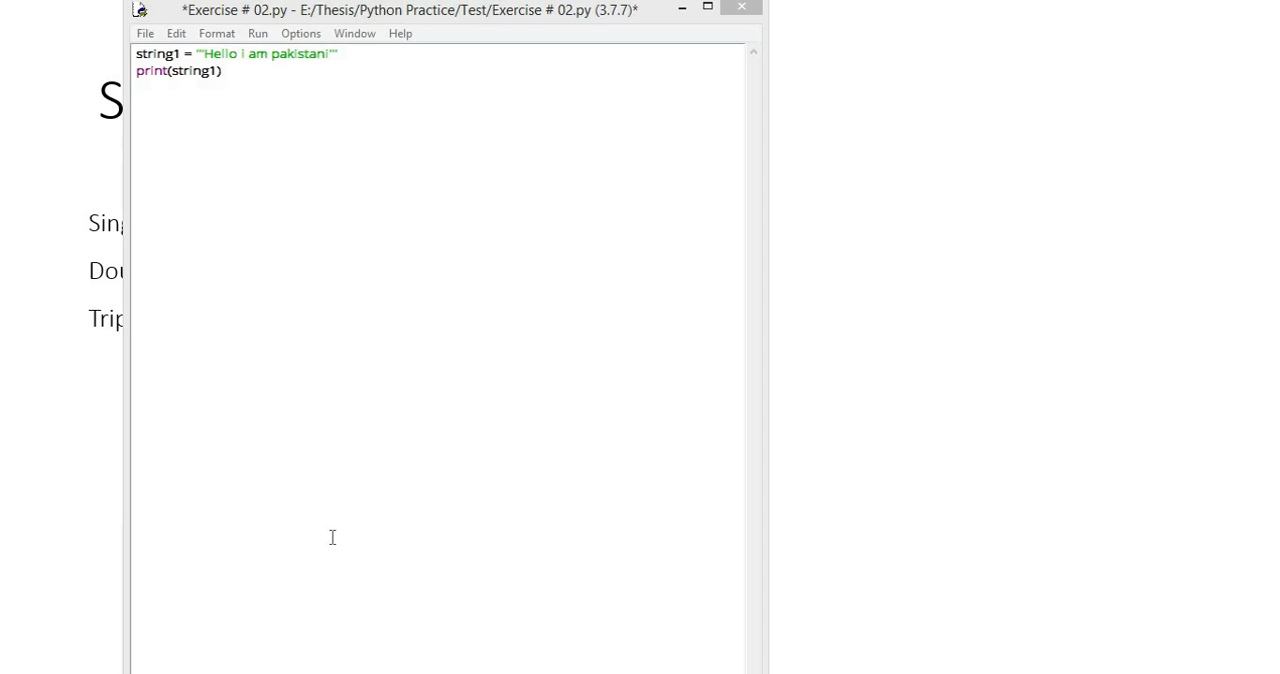 *Exercise # 02.py - E:/Thesis/Python Practice/Test/Exercise # 02.py (3.7.7)*
File Edit Format Run Options Window Help
string1 = '''Hello i am pakistani'''
print(string1)
S
Sing
Dou
Trip